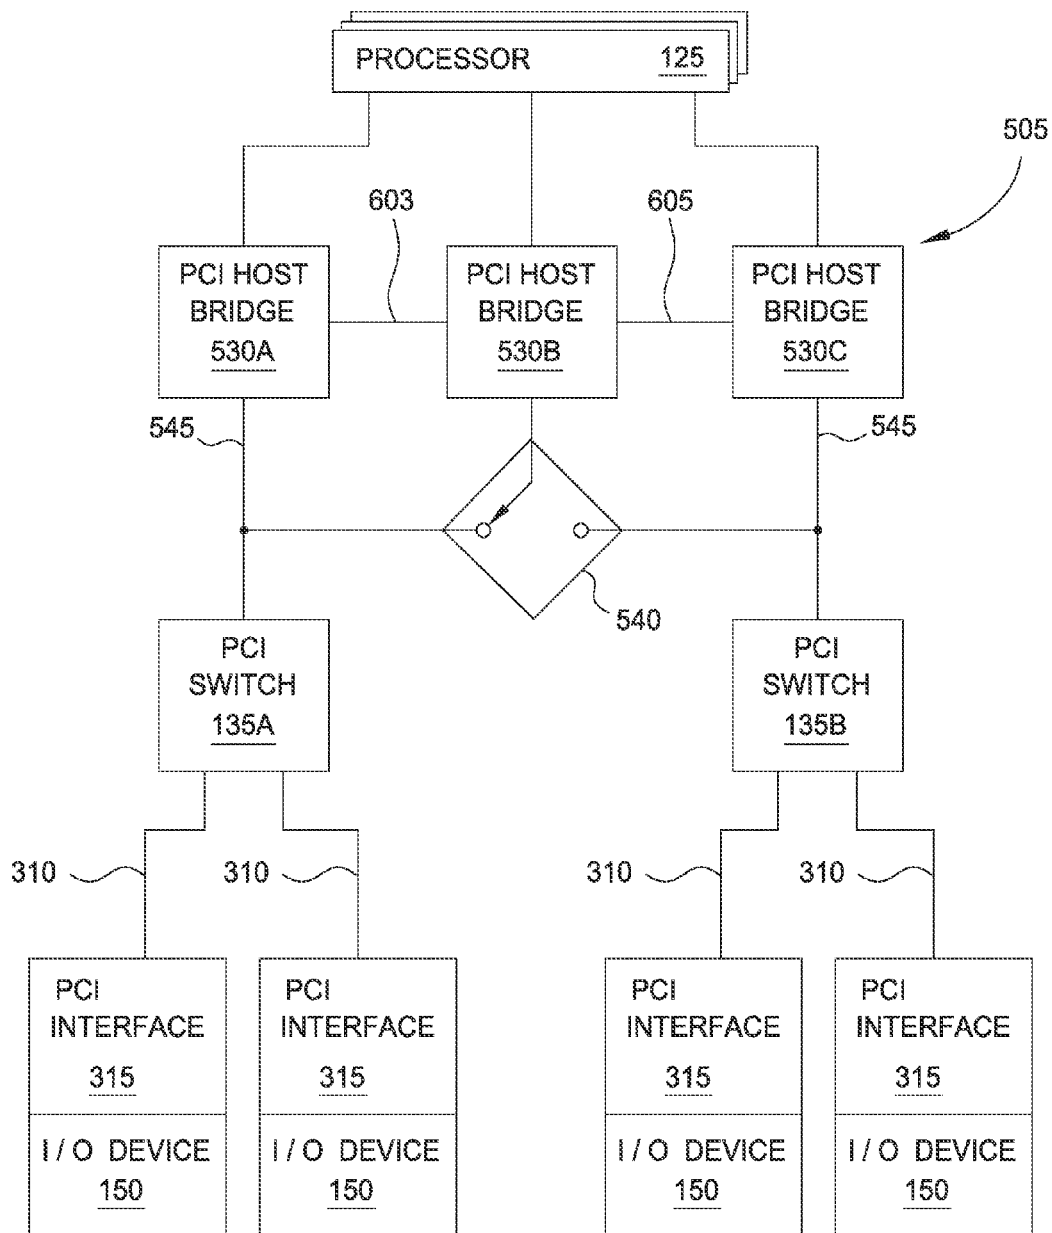 PROCESSOR 125
505
603
605
PCI HOST
BRIDGE
530A
PCI HOST
BRIDGE
530B
PCI HOST
BRIDGE
530C
545
545
540
PCI
SWITCH
135A
PCI
SWITCH
135B
310
310
310
310
PCI
INTERFACE
315
I / O DEVICE
150
PCI
INTERFACE
315
I / O DEVICE
150
PCI
INTERFACE
315
I / O DEVICE
150
PCI
INTERFACE
315
I / O DEVICE
150